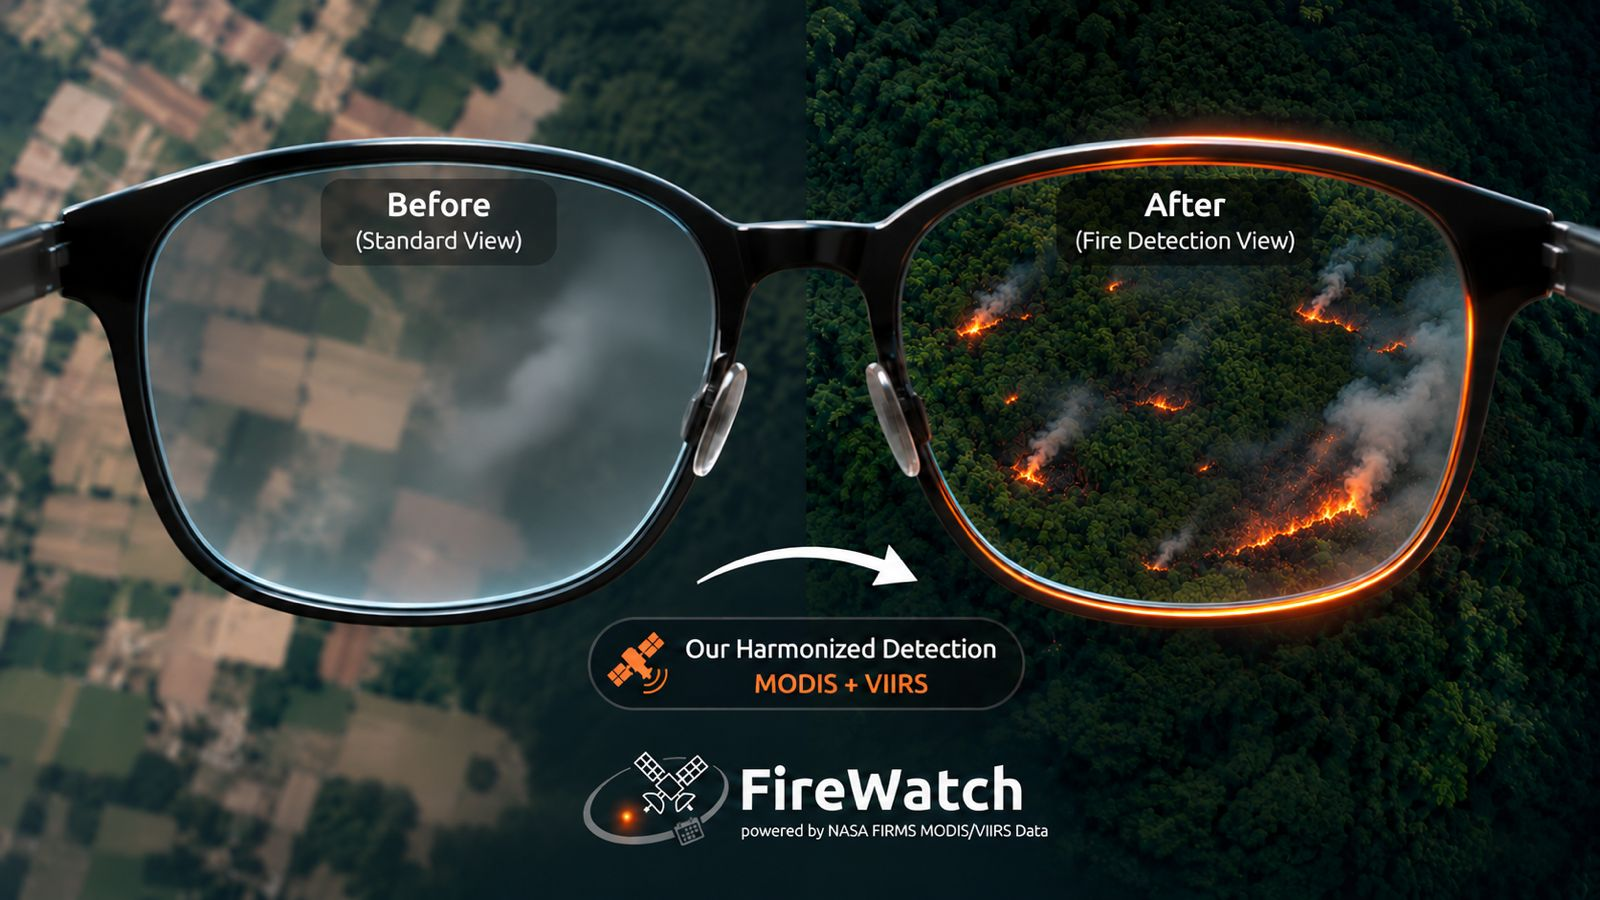 Before
(Standard View)
After
(Fire Detection View)
Our Harmonized Detection
MODIS + VIIRS
FireWatch
powered by NASA FIRMS MODIS/VIIRS Data